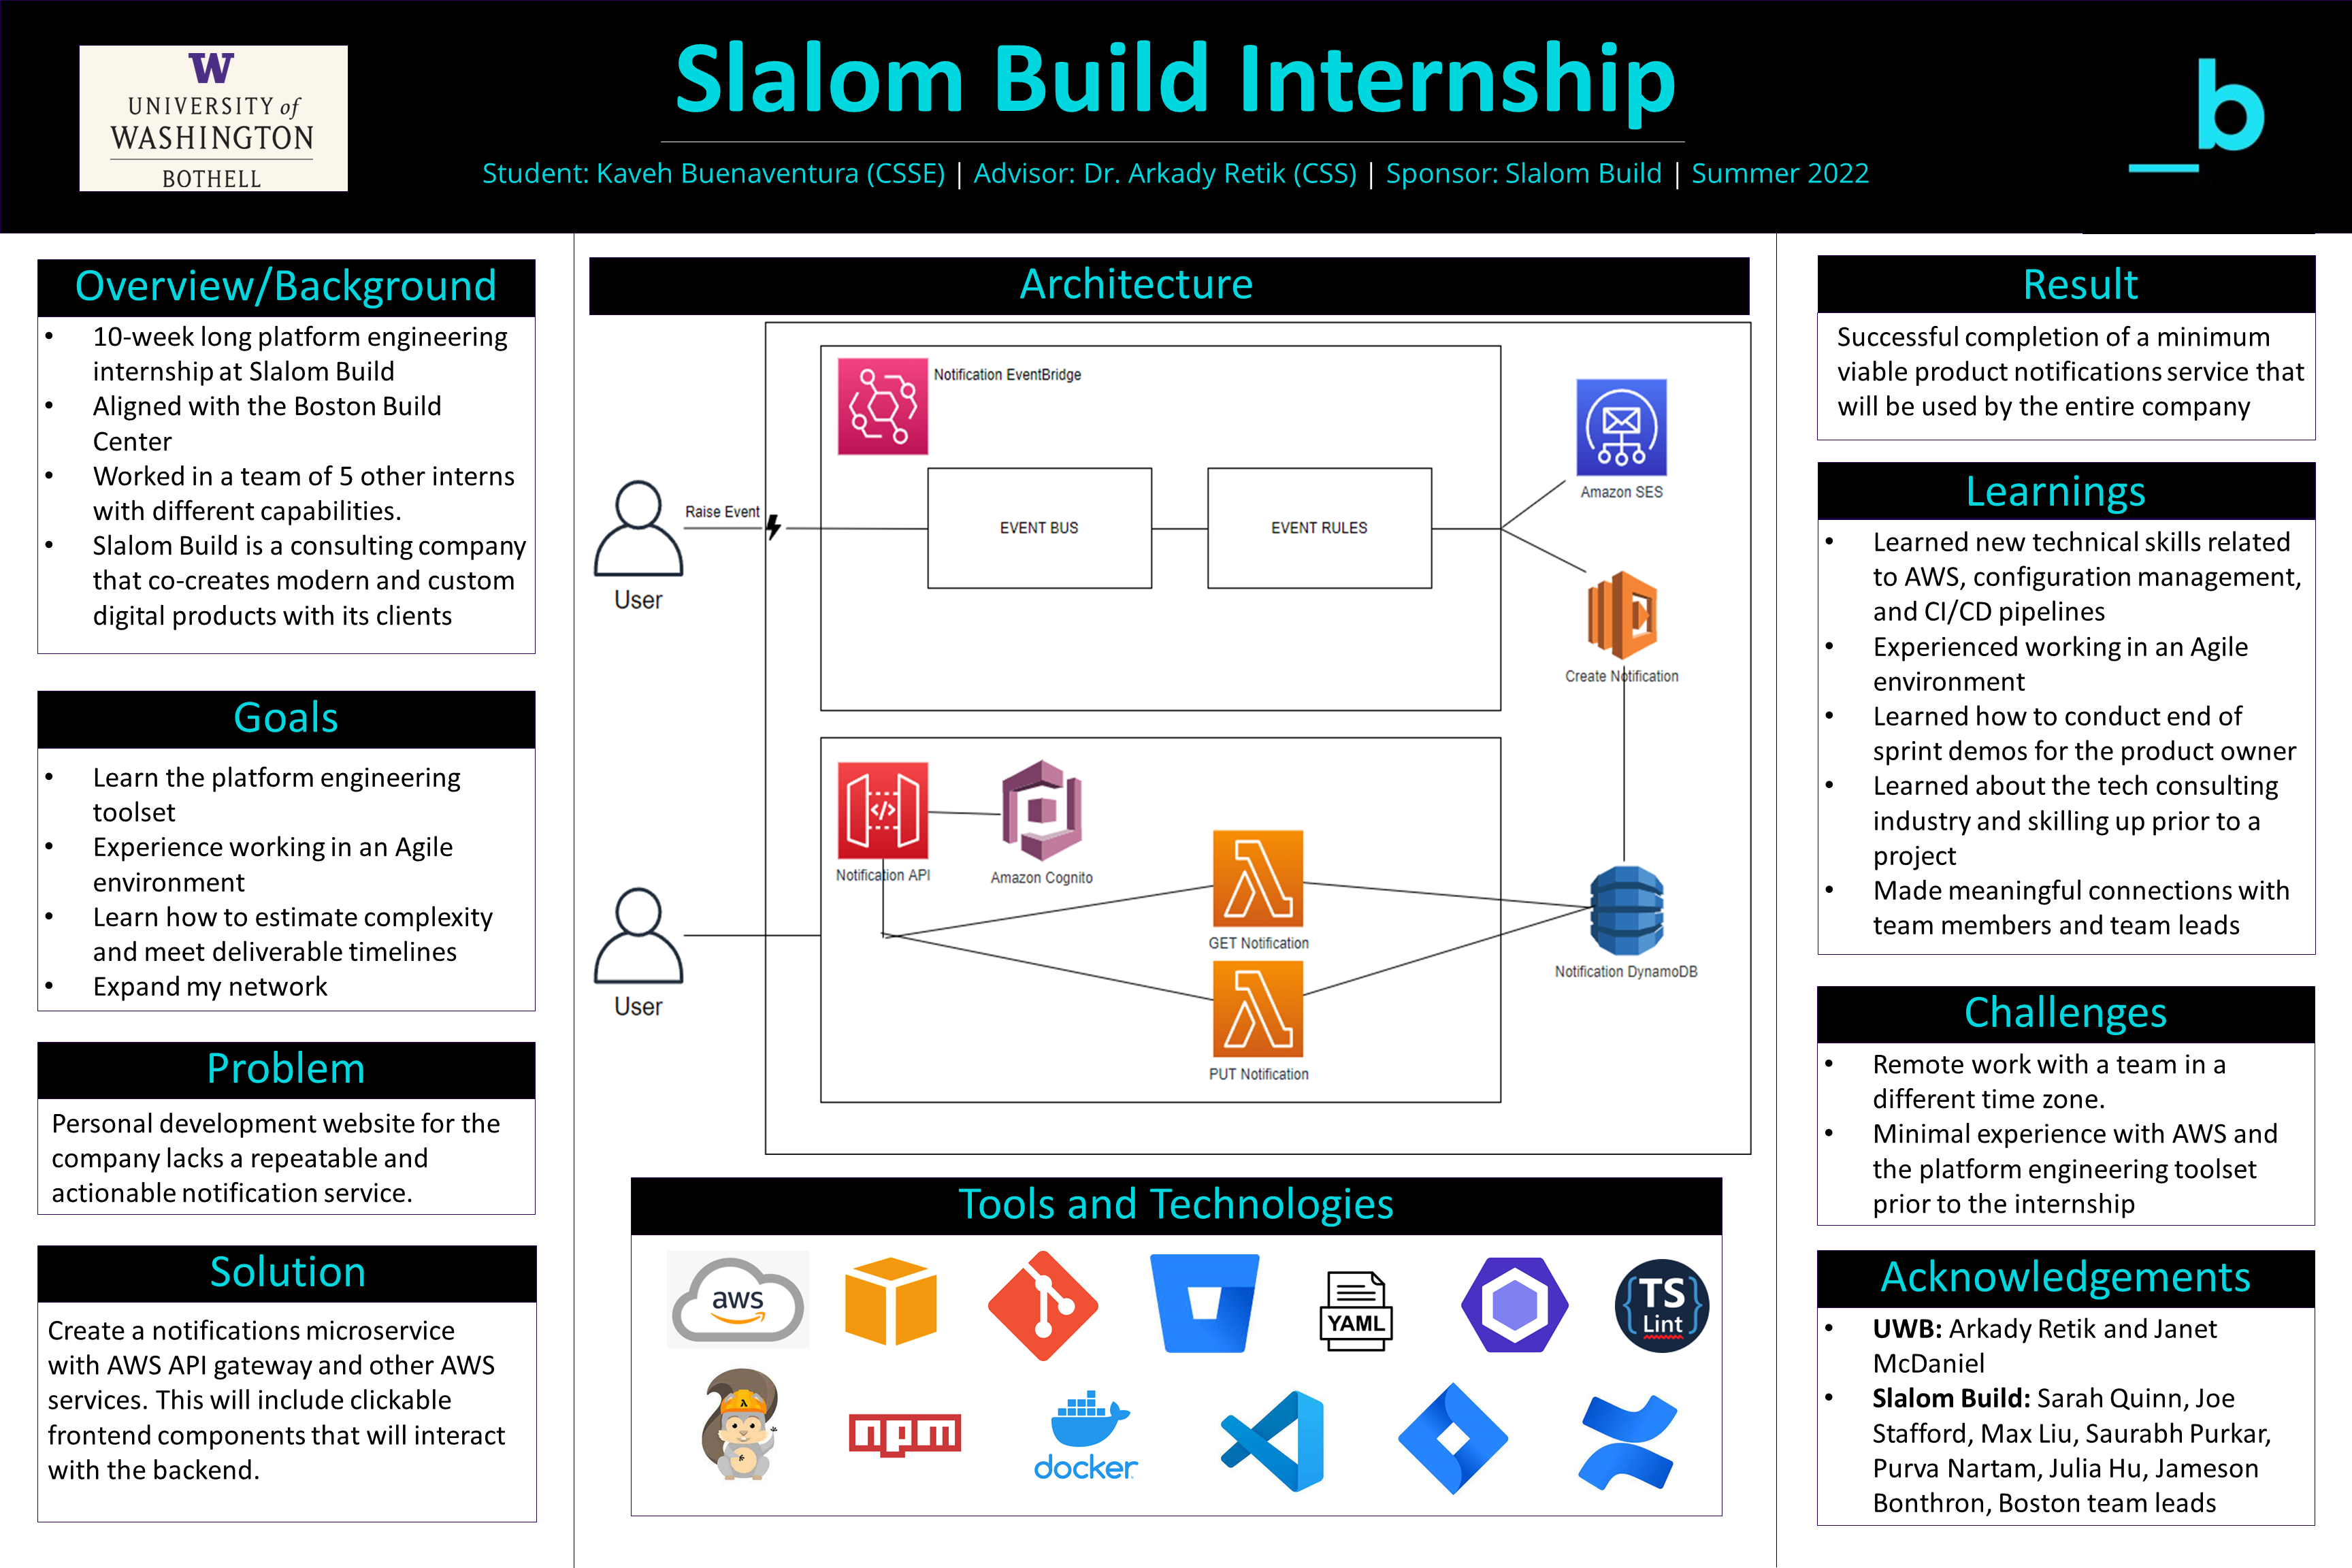 W
UNIVERSITY of
WASHINGTON
BOTHELL
Slalom Build Internship
Student: Kaveh Buenaventura (CSSE) | Advisor: Dr. Arkady Retik (CSS) | Sponsor: Slalom Build | Summer 2022
_b
Overview/Background
• 10-week long platform engineering
internship at Slalom Build
• Aligned with the Boston Build
Center
• Worked in a team of 5 other interns
with different capabilities.
• Slalom Build is a consulting company
that co-creates modern and custom
digital products with its clients
Goals
• Learn the platform engineering
toolset
• Experience working in an Agile
environment
• Learn how to estimate complexity
and meet deliverable timelines
• Expand my network
Problem
Personal development website for the
company lacks a repeatable and
actionable notification service.
Solution
Create a notifications microservice
with AWS API gateway and other AWS
services. This will include clickable
frontend components that will interact
with the backend.
Architecture
Notification EventBridge
Amazon SES
Raise Event
EVENT BUS
EVENT RULES
User
Create Notification
Notification API
Amazon Cognito
GET Notification
Notification DynamoDB
User
PUT Notification
Tools and Technologies
aws
YAML
{TS}
Lint
npm
docker
Result
Successful completion of a minimum
viable product notifications service that
will be used by the entire company
Learnings
• Learned new technical skills related
to AWS, configuration management,
and CI/CD pipelines
• Experienced working in an Agile
environment
• Learned how to conduct end of
sprint demos for the product owner
• Learned about the tech consulting
industry and skilling up prior to a
project
• Made meaningful connections with
team members and team leads
Challenges
• Remote work with a team in a
different time zone.
• Minimal experience with AWS and
the platform engineering toolset
prior to the internship
Acknowledgements
• UWB: Arkady Retik and Janet
McDaniel
• Slalom Build: Sarah Quinn, Joe
Stafford, Max Liu, Saurabh Purkar,
Purva Nartam, Julia Hu, Jameson
Bonthron, Boston team leads